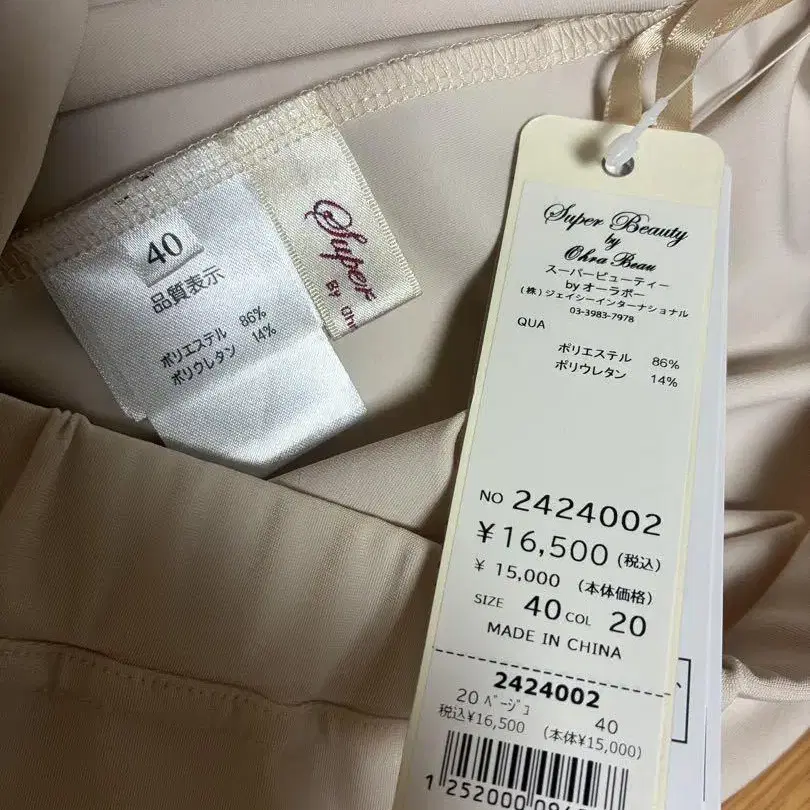 40
品質表示
ポリエステル 86%
ポリウレタン 14%
Super
By
Super Beauty
by
Ohra Beau
スーパービューティー
by オーラボー
(株)ジェイシーインターナショナル
03-3983-7978
QUA
ポリエステル 86%
ポリウレタン 14%
NO 2424002
¥16,500 (税込)
¥ 15,000 (本体価格)
SIZE 40 COL 20
MADE IN CHINA
2424002
20 ベージュ 40
税込¥16,500 (本体¥15,000)